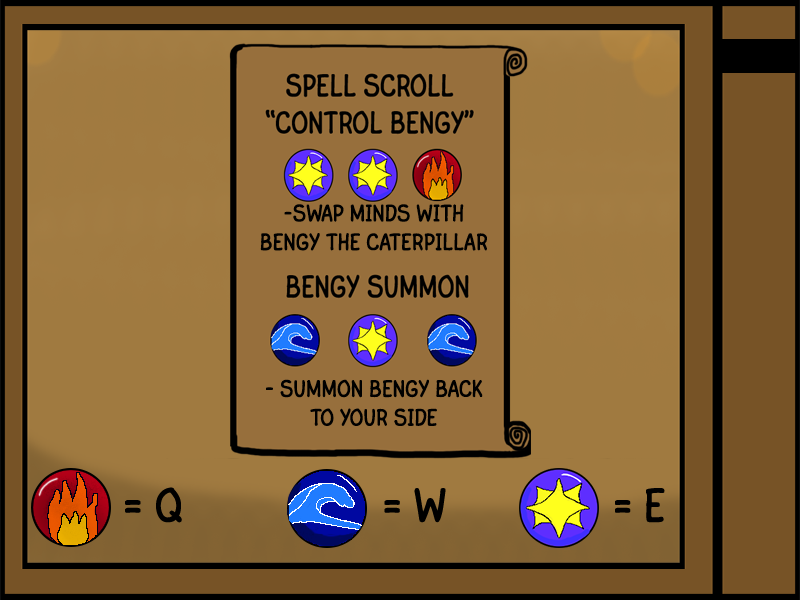 SPELL SCROLL
"CONTROL BENGY"
-SWAP MINDS WITH
BENGY THE CATERPILLAR
BENGY SUMMON
- SUMMON BENGY BACK
TO YOUR SIDE
= Q = W = E